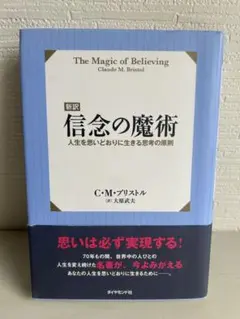 The Magic of Believing
Claude M. Bristol
新訳
信念の魔術
人生を思いどおりに生きる思考の原則
C・M・ブリストル
[訳]大原武夫
思いは必ず実現する!
70年もの間、世界中の人びとの
人生を変え続けた名著が、今よみがえる
あなたの人生を思いどおりに生きるために――。
ダイヤモンド社